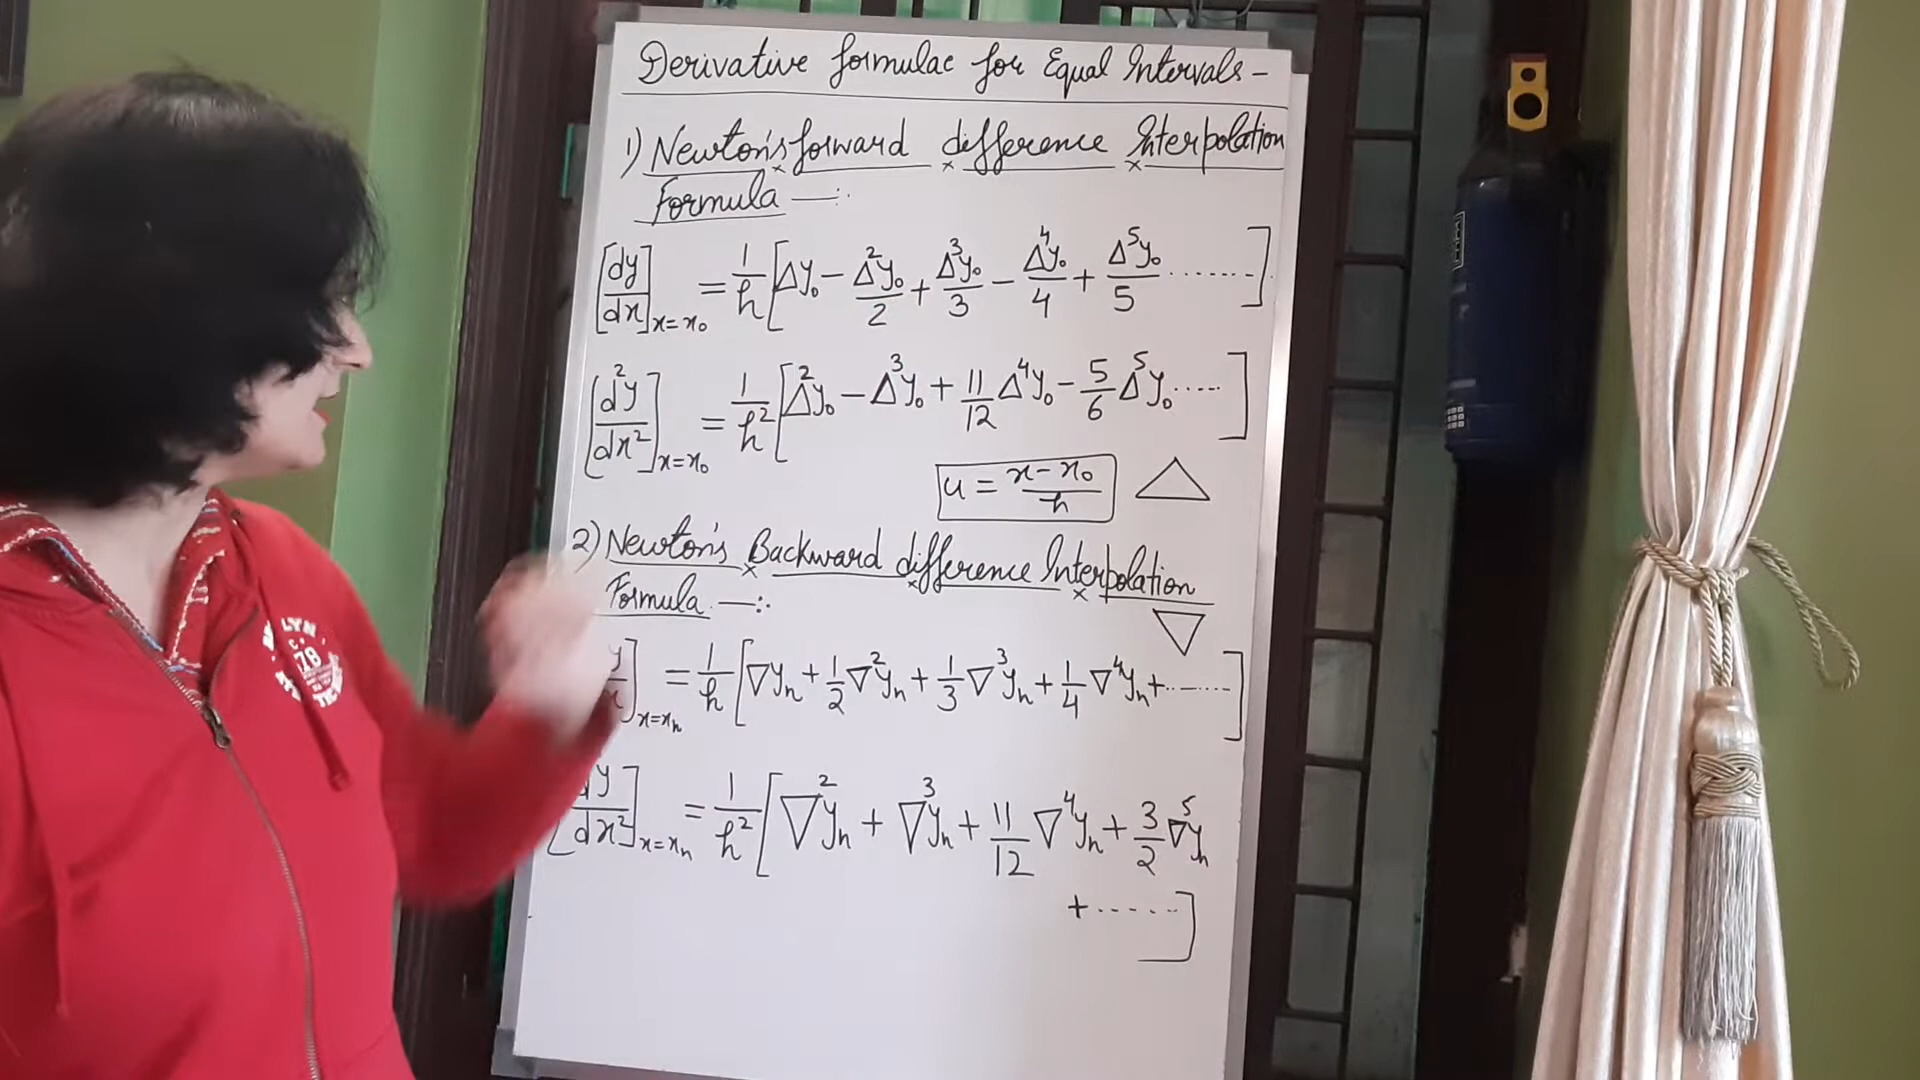 Derivative formulae for Equal Intervals –
1) Newton's forward difference Interpolation
Formula —:
[dy/dx]x=x₀ = 1/h [Δy₀ − Δ²y₀/2 + Δ³y₀/3 − Δ⁴y₀/4 + Δ⁵y₀/5 ........]
[d²y/dx²]x=x₀ = 1/h² [Δ²y₀ − Δ³y₀ + 11/12 Δ⁴y₀ − 5/6 Δ⁵y₀ ......]
u = x−x₀/h △
2) Newton's Backward difference Interpolation
Formula —:
▽
y/x]x=xₙ = 1/h [∇yₙ + 1/2 ∇²yₙ + 1/3 ∇³yₙ + 1/4 ∇⁴yₙ + ........]
[dy/dx²]x=xₙ = 1/h² [∇²yₙ + ∇³yₙ + 11/12 ∇⁴yₙ + 3/2 ∇⁵yₙ
+ ......]
78